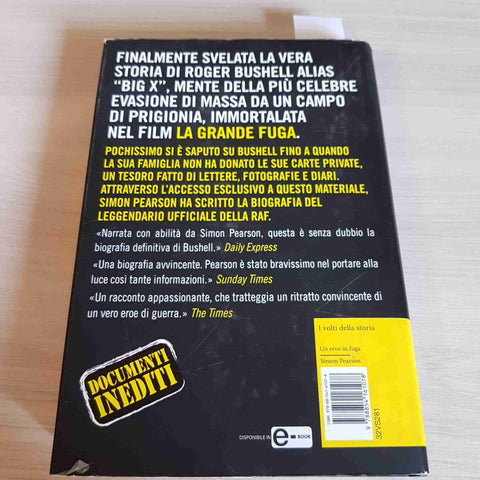 FINALMENTE SVELATA LA VERA
STORIA DI ROGER BUSHELL ALIAS
“BIG X”, MENTE DELLA PIÙ CELEBRE
EVASIONE DI MASSA DA UN CAMPO
DI PRIGIONIA, IMMORTALATA
NEL FILM LA GRANDE FUGA.
POCHISSIMO SI È SAPUTO SU BUSHELL FINO A QUANDO
LA SUA FAMIGLIA NON HA DONATO LE SUE CARTE PRIVATE,
UN TESORO FATTO DI LETTERE, FOTOGRAFIE E DIARI.
ATTRAVERSO L'ACCESSO ESCLUSIVO A QUESTO MATERIALE,
SIMON PEARSON HA SCRITTO LA BIOGRAFIA DEL
LEGGENDARIO UFFICIALE DELLA RAF.
«Narrata con abilità da Simon Pearson, questa è senza dubbio la
biografia definitiva di Bushell.» Daily Express
«Una biografia avvincente. Pearson è stato bravissimo nel portare alla
luce così tante informazioni.» Sunday Times
«Un racconto appassionante, che tratteggia un ritratto convincente di
un vero eroe di guerra.» The Times
I volti della storia
Un eroe in fuga
Simon Pearson
DOCUMENTI
INEDITI
DISPONIBILE IN
e-BOOK
9 788854 161078
32VS281